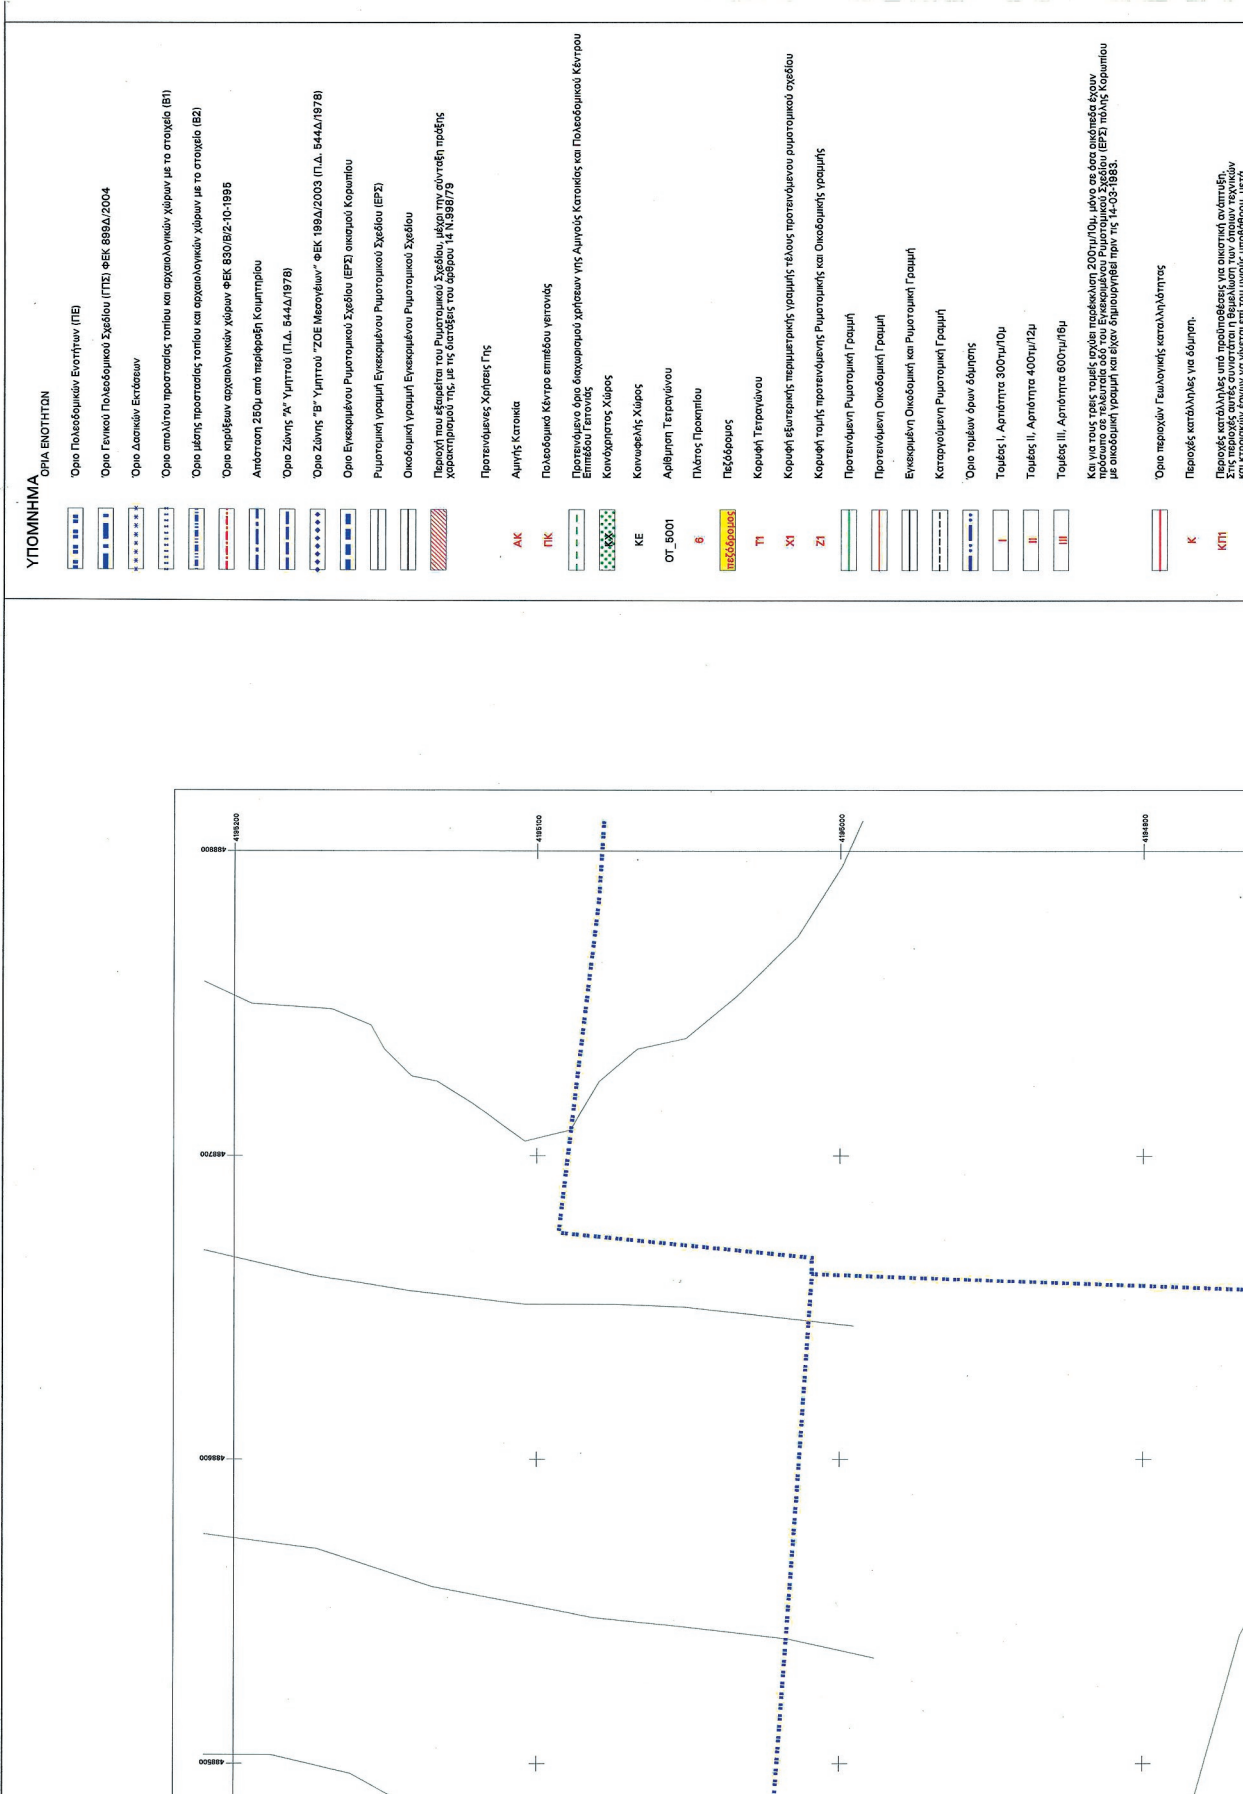 ΥΠΟΜΝΗΜΑ
ΟΡΙΑ ΕΝΟΤΗΤΩΝ
Όριο Πολεοδομικών Ενοτήτων (ΠΕ)
Όριο Γενικού Πολεοδομικού Σχεδίου (ΓΠΣ) ΦΕΚ 899Δ/2004
Όριο Δασικών Εκτάσεων
Όριο απολύτου προστασίας τοπίου και αρχαιολογικών χώρων με το στοιχείο (Β1)
Όριο μέσης προστασίας τοπίου και αρχαιολογικών χώρων με το στοιχείο (Β2)
Όριο κηρύξεων αρχαιολογικών χώρων ΦΕΚ 830/Β/2-10-1995
Απόσταση 250μ από περίφραξη Κοιμητηρίου
Όριο Ζώνης "Α" Υμηττού (Π.Δ. 544Δ/1978)
Όριο Ζώνης "Β" Υμηττού "ΖΟΕ Μεσογείων" ΦΕΚ 199Δ/2003 (Π.Δ. 544Δ/1978)
Οριο Εγκεκριμένου Ρυμοτομικού Σχεδίου (ΕΡΣ) οικισμού Κορωπίου
Ρυμοτομική γραμμή Εγκεκριμένου Ρυμοτομικού Σχεδίου (ΕΡΣ)
Οικοδομική γραμμή Εγκεκριμένου Ρυμοτομικού Σχεδίου
Περιοχή που εξαιρείται του Ρυμοτομικού Σχεδίου, μέχρι την σύνταξη πράξης
χαρακτηρισμού της, με τις διατάξεις του άρθρου 14 Ν.998/79
Προτεινόμενες Χρήσεις Γης
ΑΚ Αμιγής Κατοικία
ΠΚ Πολεοδομικό Κέντρο επιπέδου γειτονιάς
Προτεινόμενο όριο διαχωρισμού χρήσεων γης Αμιγούς Κατοικίας και Πολεοδομικού Κέντρου
Επιπέδου Γειτονιάς
ΚΧ Κοινόχρηστος Χώρος
ΚΕ Κοινωφελής Χώρος
ΟΤ_5001 Αρίθμηση Τετραγώνου
6 Πλάτος Προκηπίου
πεζόδρομος Πεζόδρομος
Τ1 Κορυφή Τετραγώνου
Χ1 Κορυφή εξωτερικής περιμετρικής γραμμής τέλους προτεινόμενου ρυμοτομικού σχεδίου
Ζ1 Κορυφή τομής προτεινόμενης Ρυμοτομικής και Οικοδομικής γραμμής
Προτεινόμενη Ρυμοτομική Γραμμή
Προτεινόμενη Οικοδομική Γραμμή
Εγκεκριμένη Οικοδομική και Ρυμοτομική Γραμμή
Καταργούμενη Ρυμοτομική Γραμμή
Όριο τομέων όρων δόμησης
I Τομέας Ι, Αρτιότητα 300τμ/10μ
II Τομέας ΙΙ, Αρτιότητα 400τμ/12μ
III Τομέας ΙΙΙ, Αρτιότητα 600τμ/16μ
Και για τους τρεις τομείς ισχύει παρέκκλιση 200τμ/10μ, μόνο σε όσα οικόπεδα έχουν
πρόσωπο σε τελευταία οδό του Εγκεκριμένου Ρυμοτομικού Σχεδίου (ΕΡΣ) πόλης Κορωπίου
με οικοδομική γραμμή και είχαν δημιουργηθεί πριν τις 14-03-1983.
Όριο περιοχών Γεωλογικής καταλληλότητας
Κ Περιοχές κατάλληλες για δόμηση.
ΚΠ1 Περιοχές κατάλληλες υπό προϋποθέσεις για οικιστική ανάπτυξη.
Στις περιοχές αυτές συνιστάται η θεμελίωση των όποιων τεχνικών
488800
488700
488600
488500
4195200
4195100
4195000
4194900